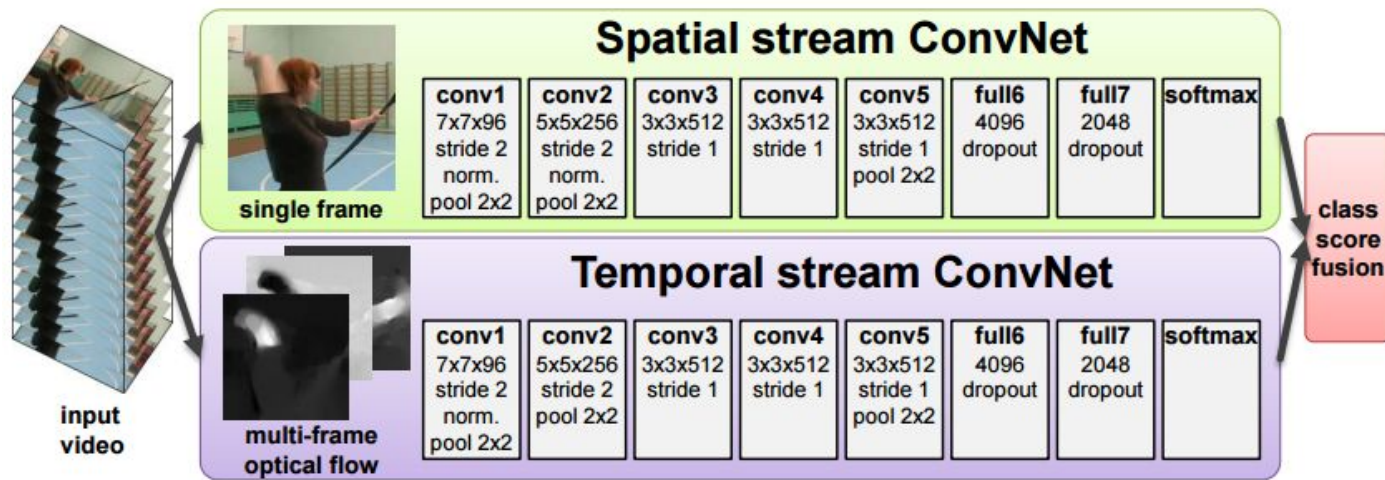 Spatial stream ConvNet
conv1
7x7x96
stride 2
norm.
pool 2x2
conv2
5x5x256
stride 2
norm.
pool 2x2
conv3
3x3x512
stride 1
conv4
3x3x512
stride 1
conv5
3x3x512
stride 1
pool 2x2
full6
4096
dropout
full7
2048
dropout
softmax
single frame
Temporal stream ConvNet
conv1
7x7x96
stride 2
norm.
pool 2x2
conv2
5x5x256
stride 2
pool 2x2
conv3
3x3x512
stride 1
conv4
3x3x512
stride 1
conv5
3x3x512
stride 1
pool 2x2
full6
4096
dropout
full7
2048
dropout
softmax
multi-frame
optical flow
input
video
class
score
fusion